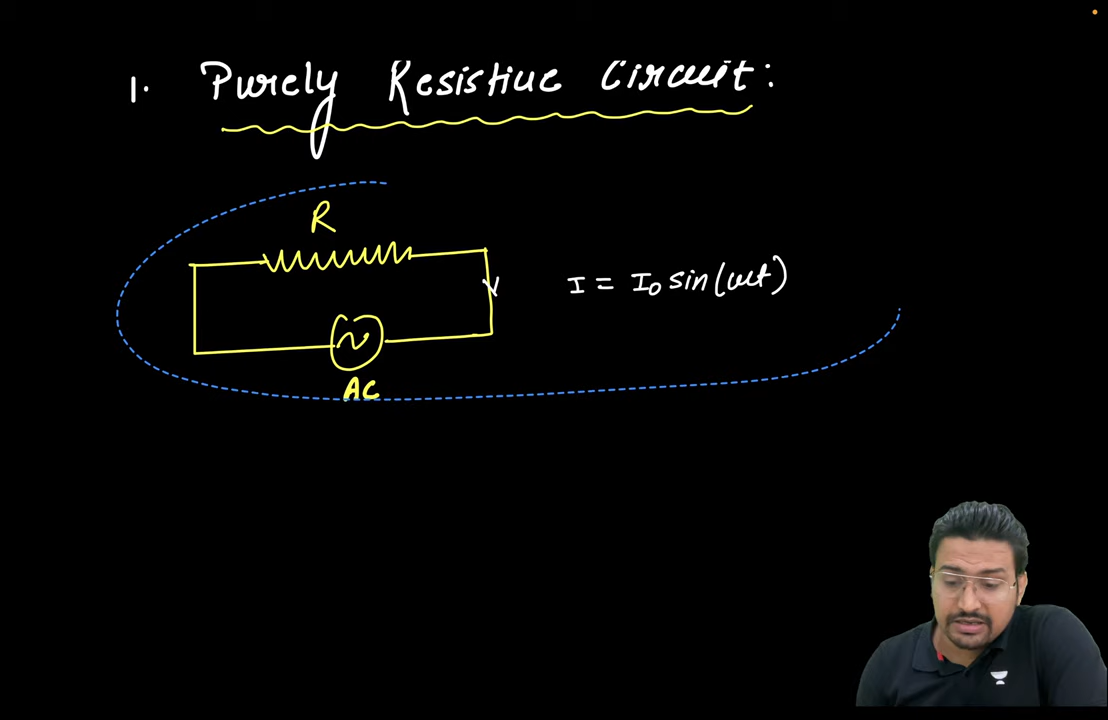 1. Purely Resistive Circuit:
R
I = I₀ sin(ωt)
AC